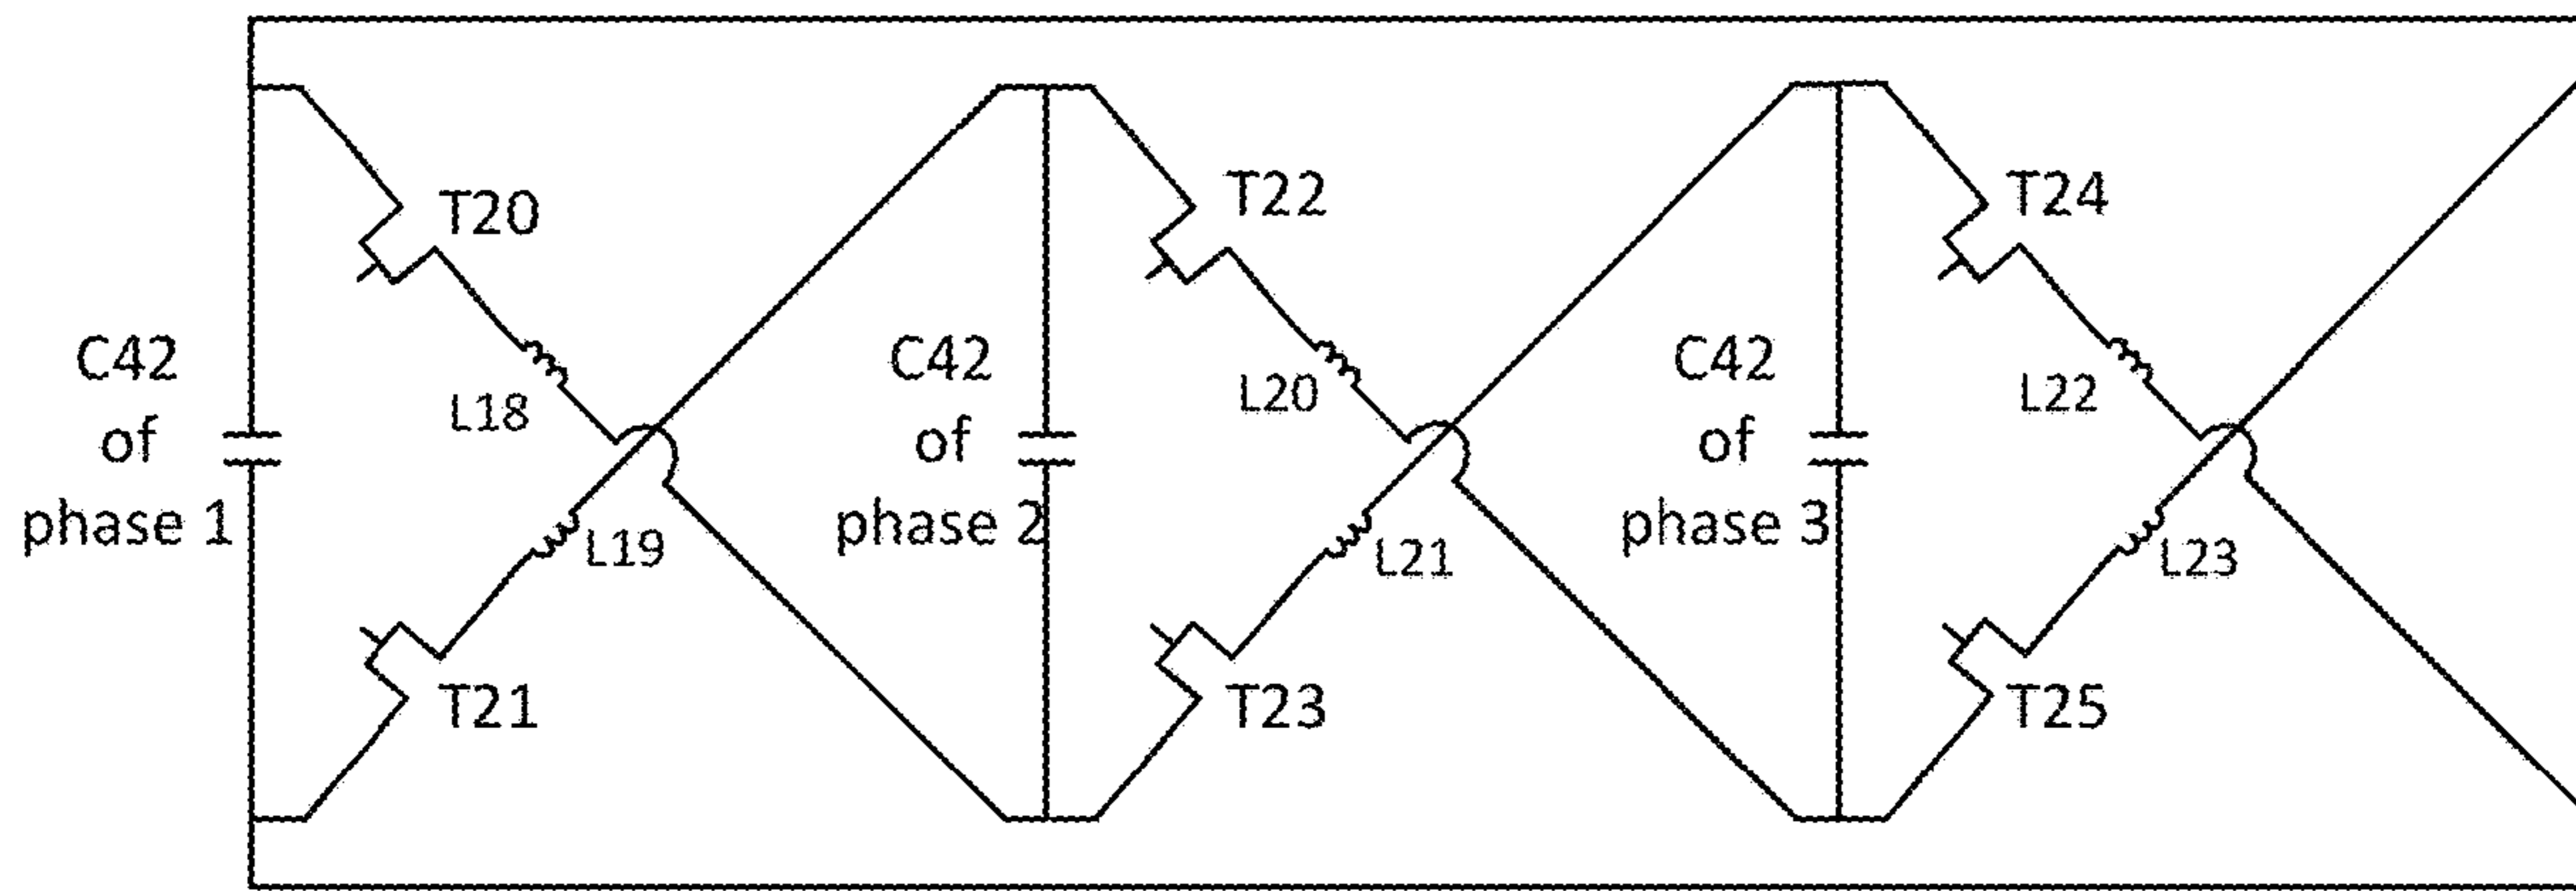 T20
T22
T24
C42
of
phase 1
L18
C42
of
phase 2
L20
C42
of
phase 3
L22
L19
L21
L23
T21
T23
T25